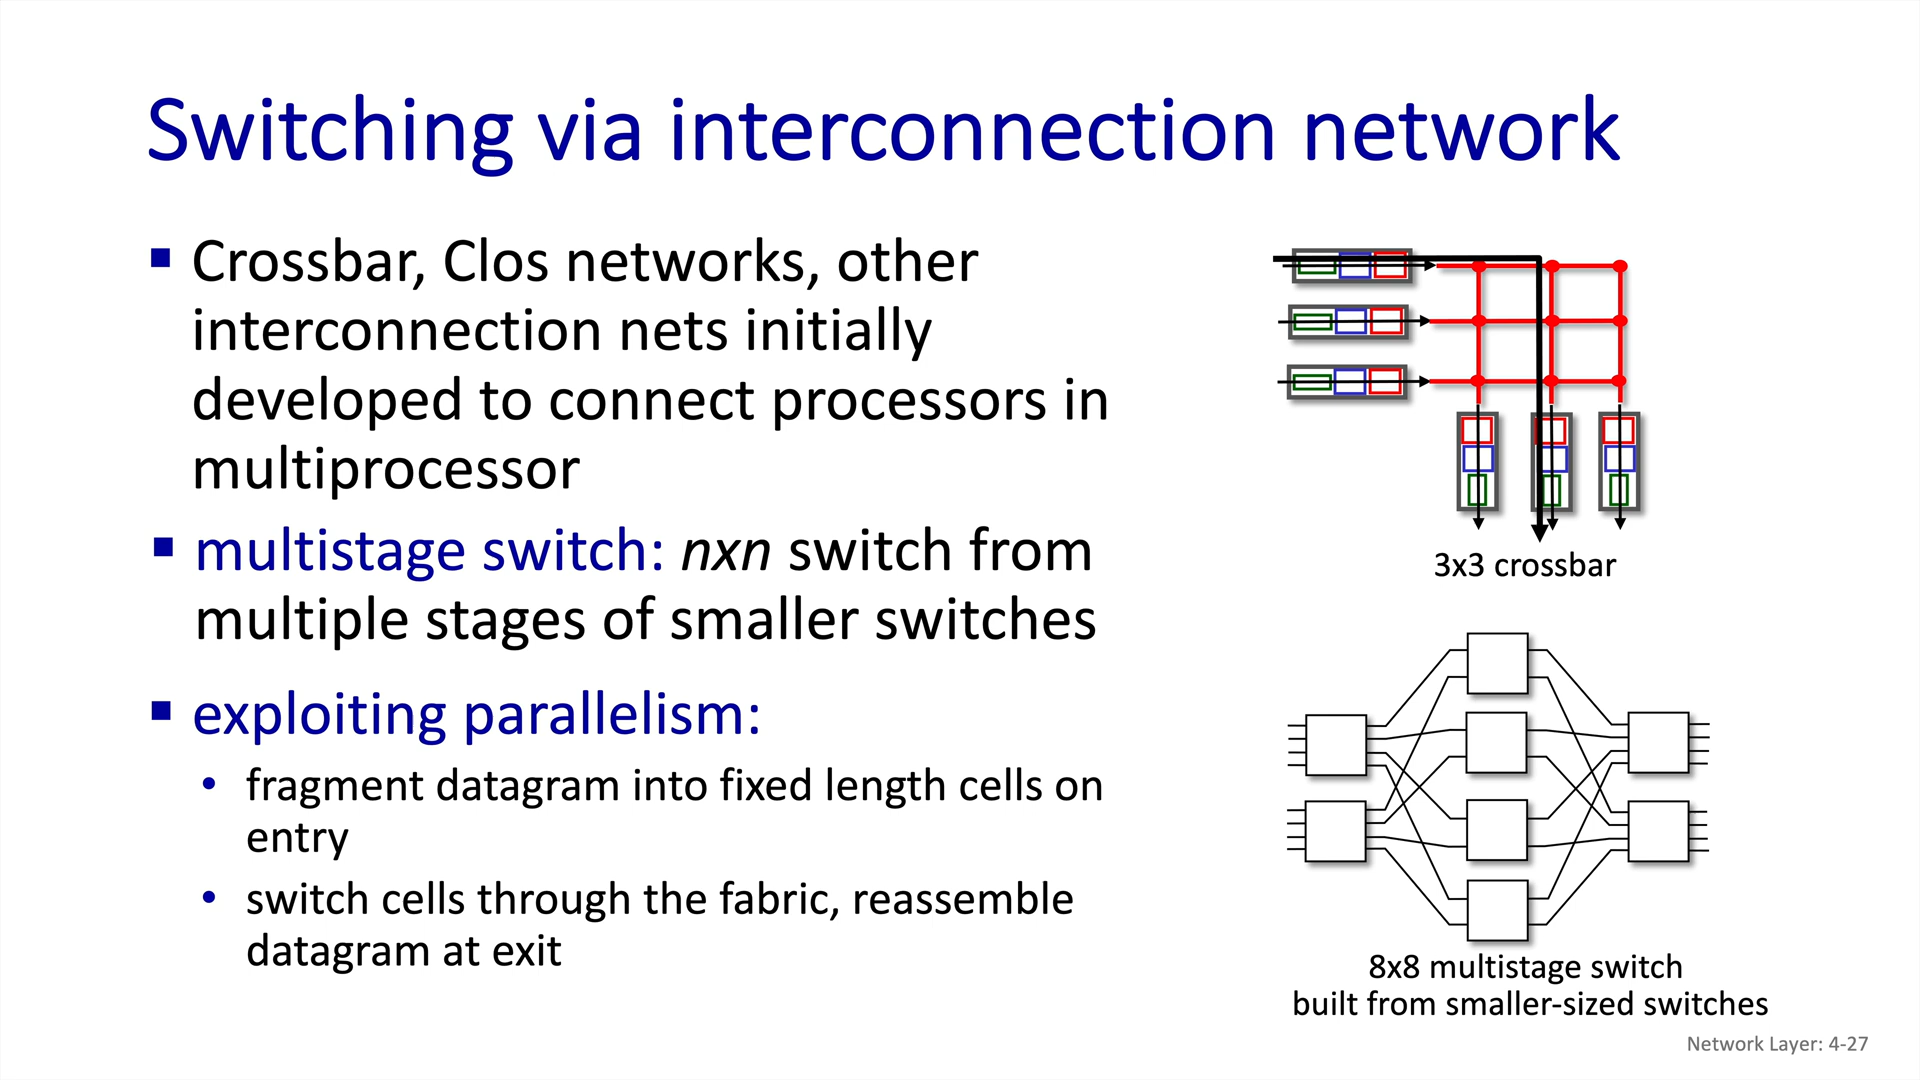 Switching via interconnection network
Crossbar, Clos networks, other
interconnection nets initially
developed to connect processors in
multiprocessor
multistage switch: nxn switch from
multiple stages of smaller switches
exploiting parallelism:
fragment datagram into fixed length cells on
entry
switch cells through the fabric, reassemble
datagram at exit
3x3 crossbar
8x8 multistage switch
built from smaller-sized switches
Network Layer: 4-27